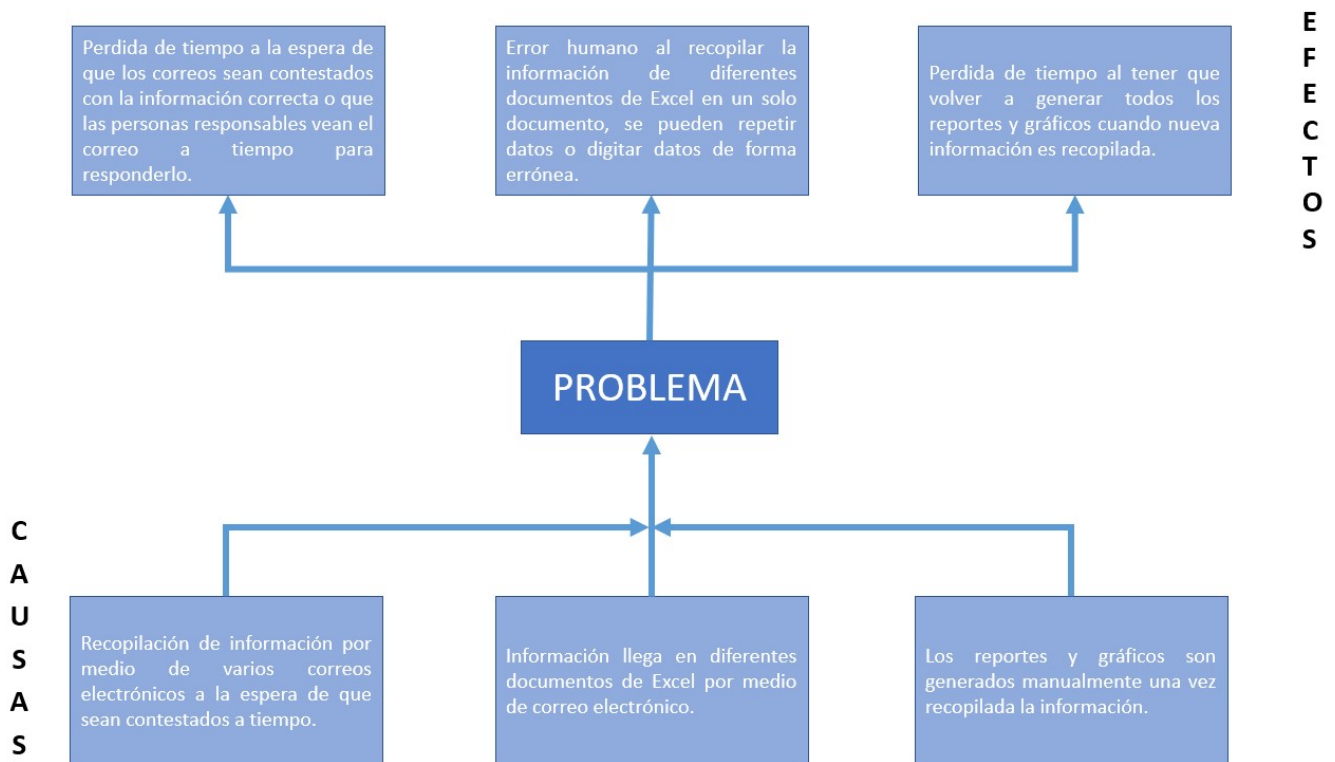 Perdida de tiempo a la espera de
que los correos sean contestados
con la información correcta o que
las personas responsables vean el
correo a tiempo para
responderlo.
Error humano al recopilar la
información de diferentes
documentos de Excel en un solo
documento, se pueden repetir
datos o digitar datos de forma
errónea.
Perdida de tiempo al tener que
volver a generar todos los
reportes y gráficos cuando nueva
información es recopilada.
E
F
E
C
T
O
S
PROBLEMA
C
A
U
S
A
S
Recopilación de información por
medio de varios correos
electrónicos a la espera de que
sean contestados a tiempo.
Información llega en diferentes
documentos de Excel por medio
de correo electrónico.
Los reportes y gráficos son
generados manualmente una vez
recopilada la información.